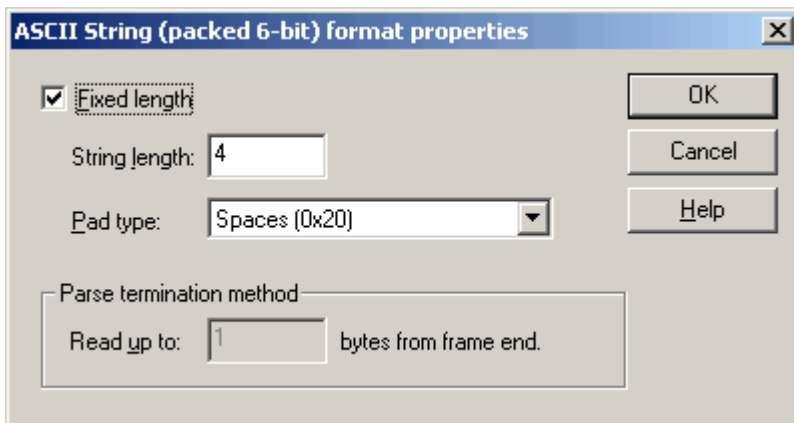 ASCII String (packed 6-bit) format properties
Fixed length
OK
String length: 4
Cancel
Pad type: Spaces (0x20)
Help
Parse termination method
Read up to: 1 bytes from frame end.